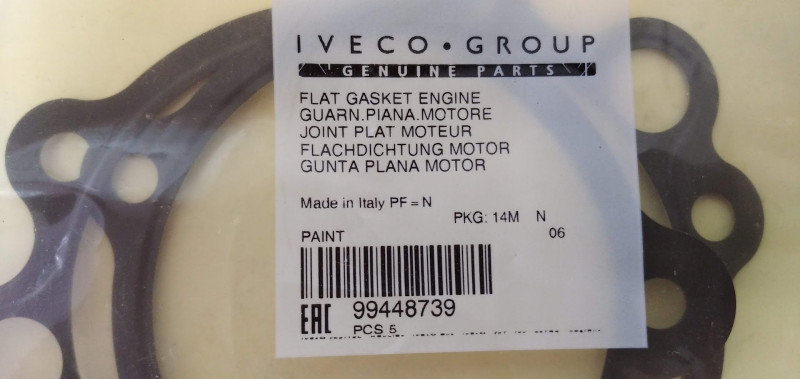 IVECO • GROUP
GENUINE PARTS
FLAT GASKET ENGINE
GUARN.PIANA.MOTORE
JOINT PLAT MOTEUR
FLACHDICHTUNG MOTOR
GUNTA PLANA MOTOR
Made in Italy PF = N
PKG: 14M N
PAINT 06
EAC 99448739
PCS 5